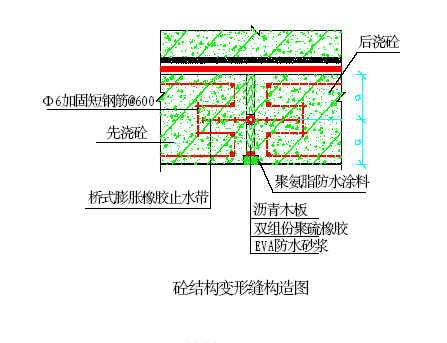 后浇砼
Φ6加固短钢筋@600
先浇砼
聚氨脂防水涂料
桥式膨胀橡胶止水带
沥青木板
双组份聚硫橡胶
EVA防水砂浆
a
a
砼结构变形缝构造图